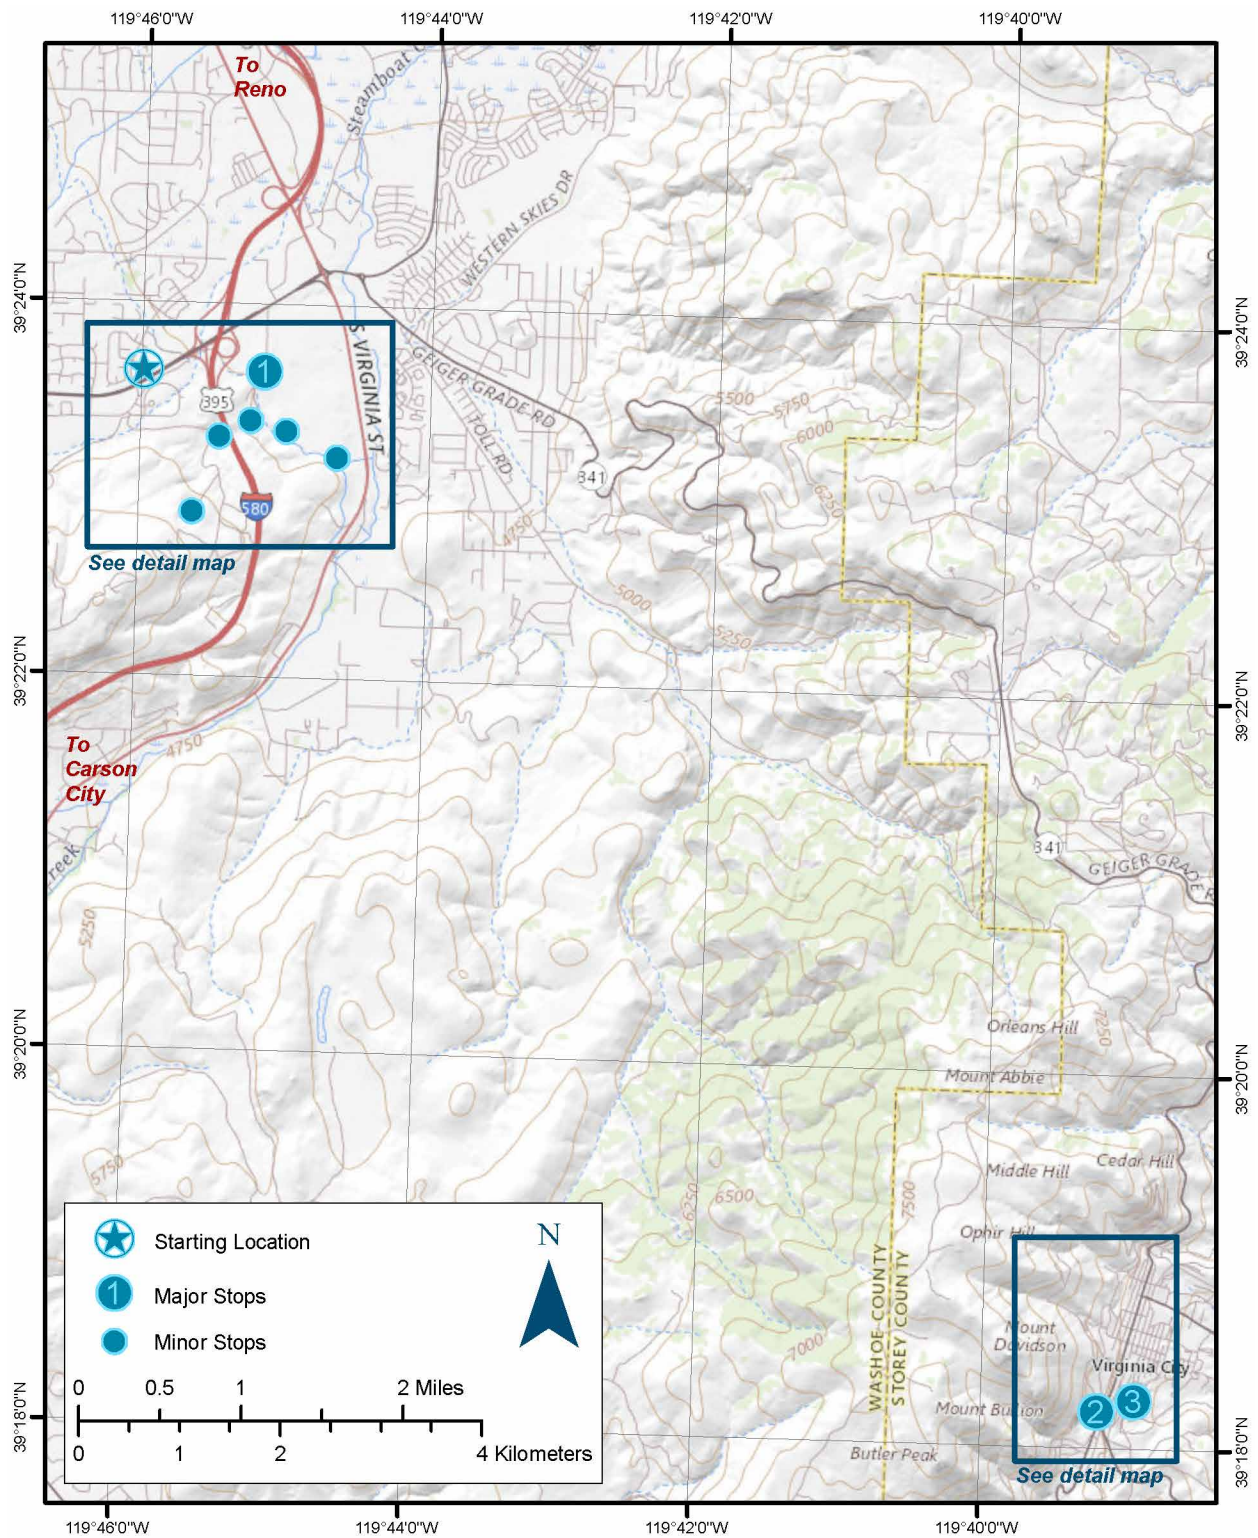 119°46'0"W
119°44'0"W
119°42'0"W
119°40'0"W
To
Reno
Steamboat C
WESTERN SKIES DR
39°24'0"N
39°24'0"N
S VIRGINIA ST
GEIGER GRADE RD
TOLL RD
1
395
341
580
5500
5750
6000
6250
4750
See detail map
5000
5250
39°22'0"N
39°22'0"N
To
Carson
City
4750
reek
341
GEIGER GRADE R
5250
39°20'0"N
39°20'0"N
Orleans Hill
7250
Mount Abbie
5750
Middle Hill
Cedar Hill
6250
6500
7500
Ophir Hill
WASHOE COUNTY
STOREY COUNTY
7000
Mount
Davidson
Virginia City
Mount Bullion
2
3
Butler Peak
See detail map
39°18'0"N
39°18'0"N
Starting Location
N
1
Major Stops
Minor Stops
0
0.5
1
2 Miles
0
1
2
4 Kilometers
119°46'0"W
119°44'0"W
119°42'0"W
119°40'0"W